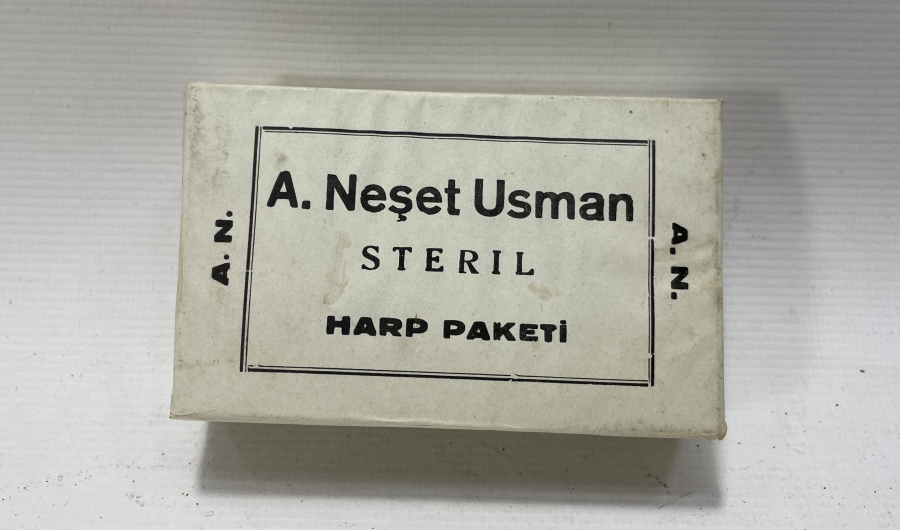 A. Neşet Usman
STERIL
HARP PAKETİ
A. N.
A. N.